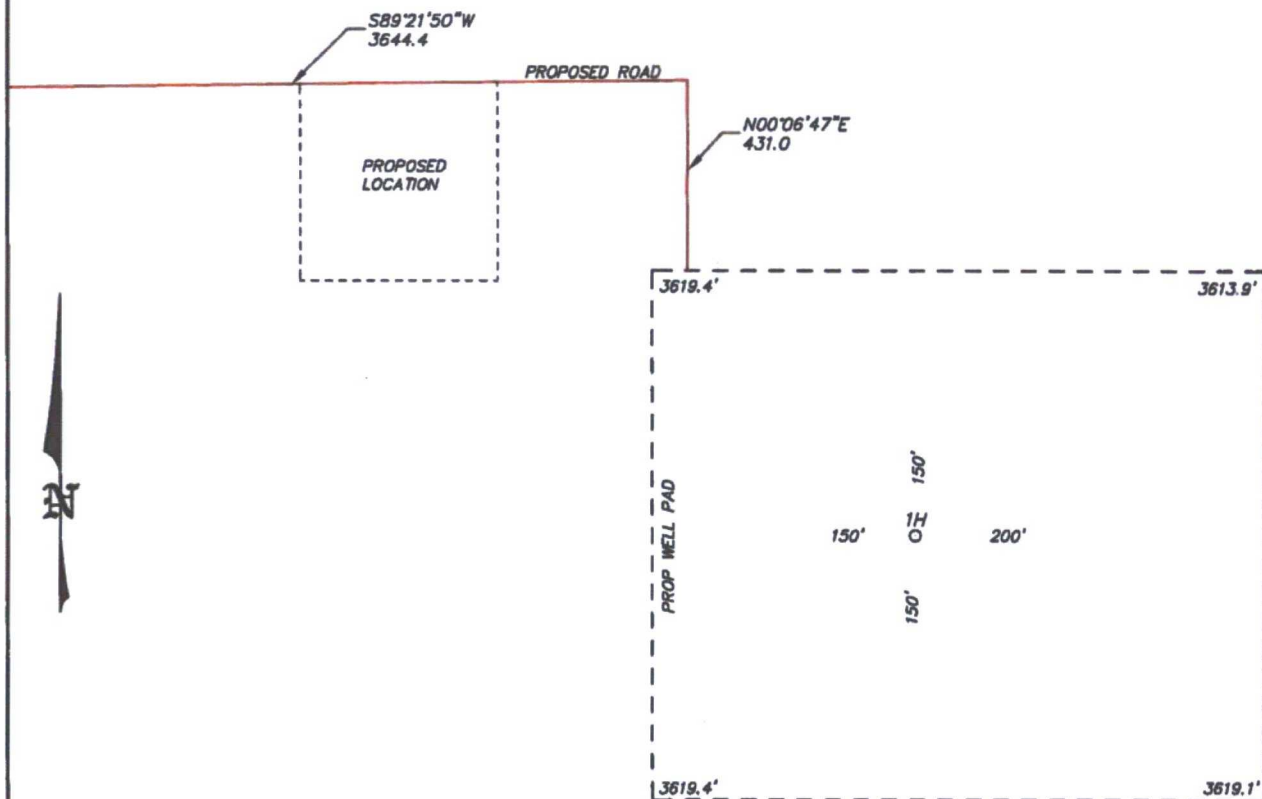 S89°21'50"W
3644.4
PROPOSED ROAD
N00°06'47"E
431.0
PROPOSED
LOCATION
3619.4'
3613.9'
N
PROP WELL PAD
150'
150'
1H
200'
150'
3619.4'
3619.1'